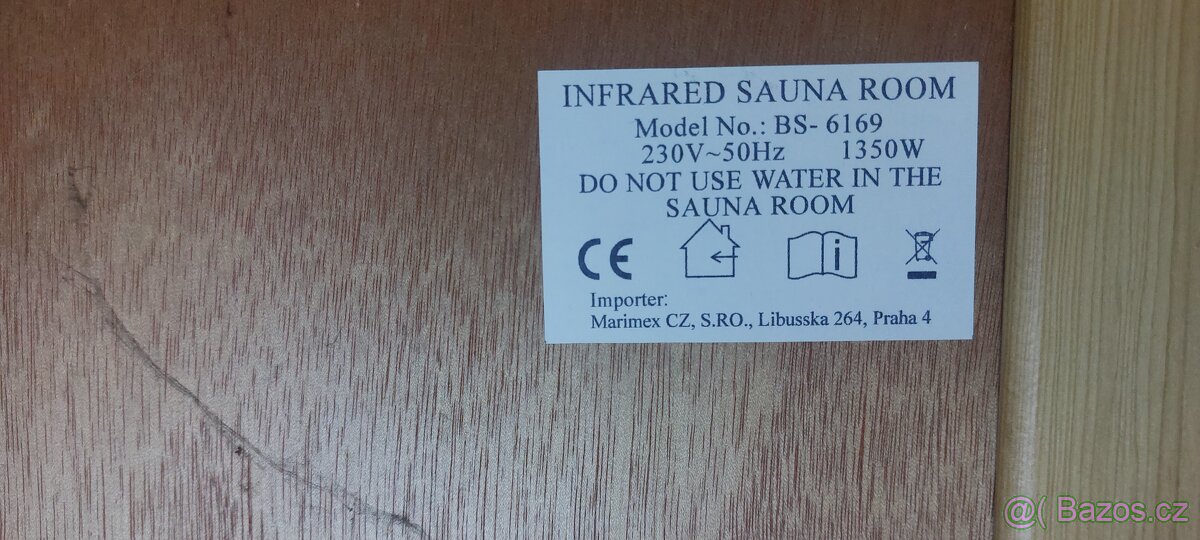 INFRARED SAUNA ROOM
Model No.: BS- 6169
230V~50Hz 1350W
DO NOT USE WATER IN THE
SAUNA ROOM
CE
i
Importer:
Marimex CZ, S.RO., Libusska 264, Praha 4
@( Bazos.cz